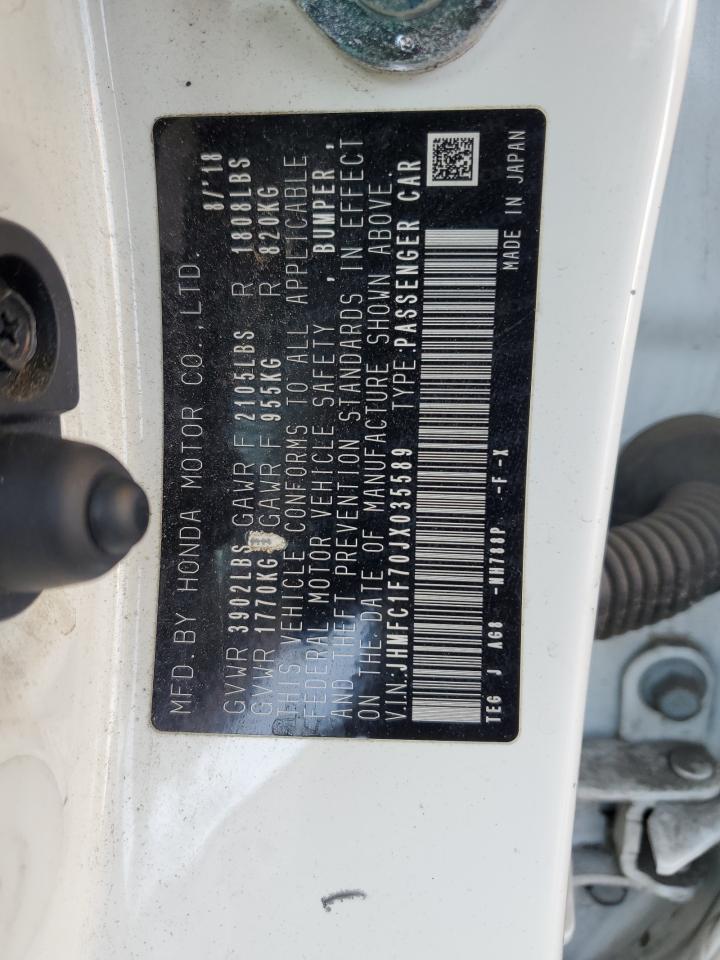 MFD.BY HONDA MOTOR CO.,LTD. 8/'18
GVWR 3902LBS GAWR F 2105LBS R 1808LBS
GVWR 1770KG GAWR F 955KG R 820KG
THIS VEHICLE CONFORMS TO ALL APPLICABLE
FEDERAL MOTOR VEHICLE SAFETY , BUMPER ,
AND THEFT PREVENTION STANDARDS IN EFFECT
ON THE DATE OF MANUFACTURE SHOWN ABOVE.
V.I.N:JHMFC1F70JX035589 TYPE:PASSENGER CAR
TEG J AG8 -NH788P -F-X
MADE IN JAPAN